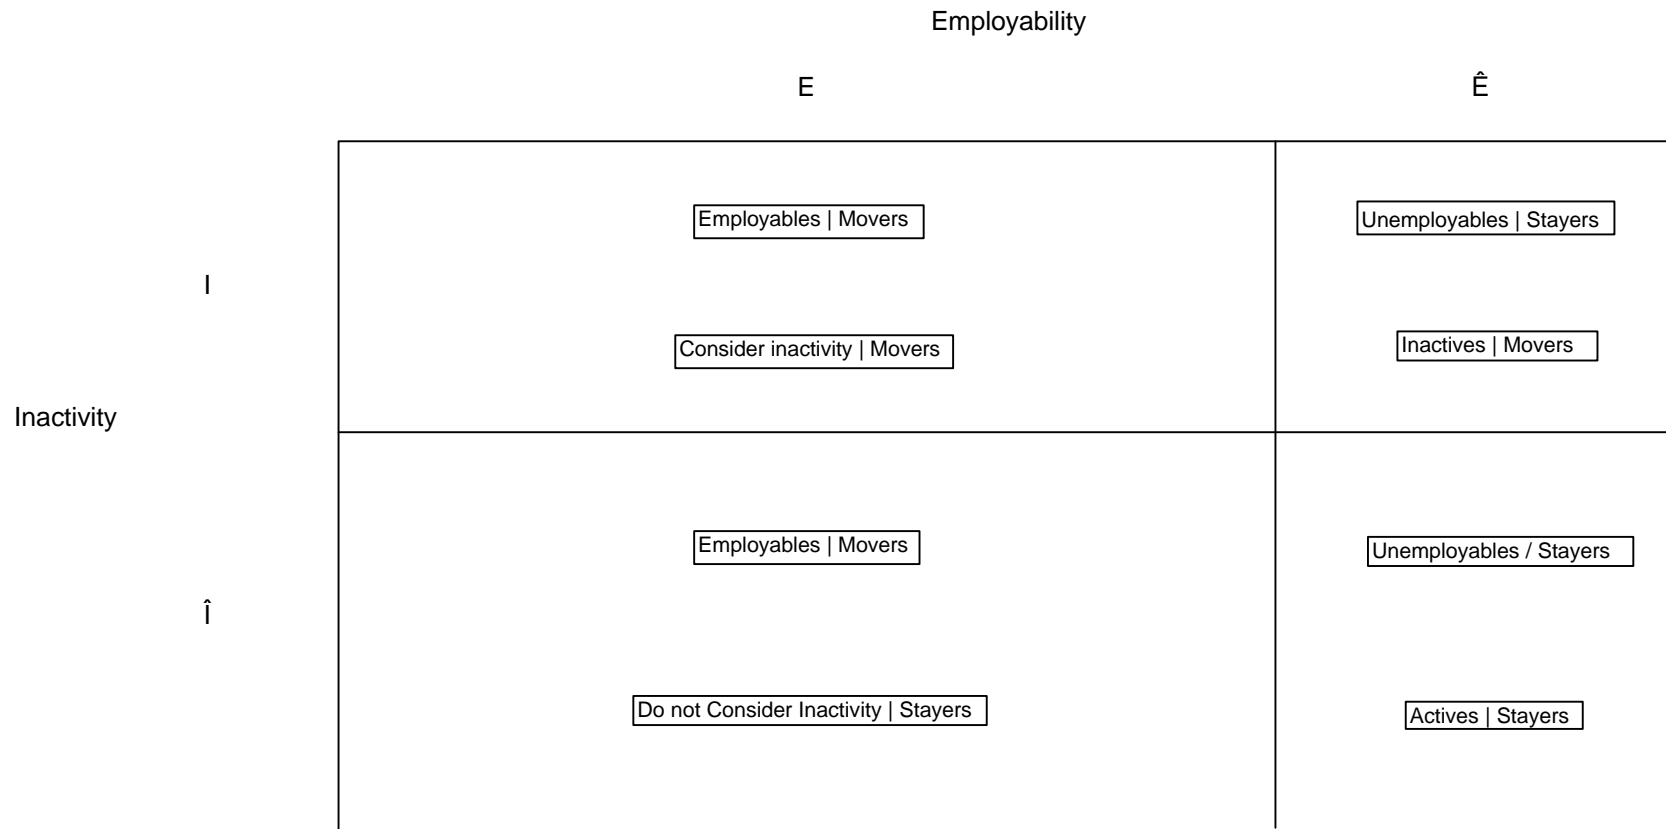 Employability
E Ê
Employables | Movers Unemployables | Stayers
I
Consider inactivity | Movers Inactives | Movers
Inactivity
Employables | Movers Unemployables / Stayers
Î
Do not Consider Inactivity | Stayers Actives | Stayers